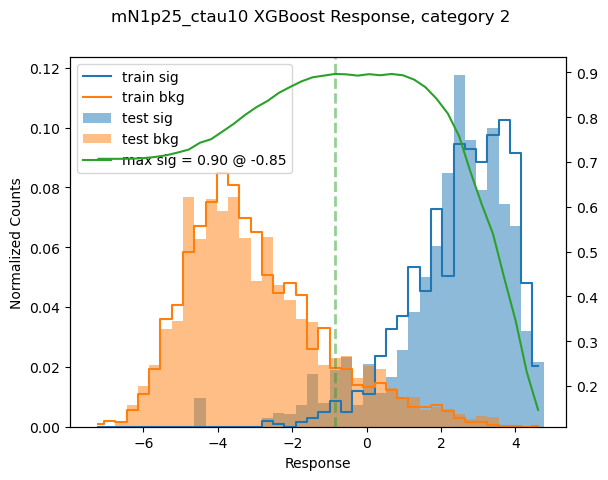 mN1p25_ctau10 XGBoost Response, category 2
train sig
train bkg
test sig
test bkg
max sig = 0.90 @ -0.85
Normalized Counts
0.12
0.10
0.08
0.06
0.04
0.02
0.00
0.9
0.8
0.7
0.6
0.5
0.4
0.3
0.2
−6
−4
−2
0
2
4
Response